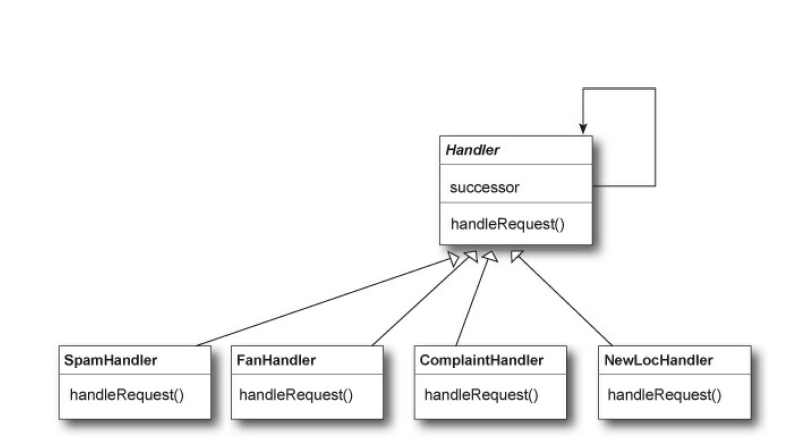 Handler
successor
handleRequest()
SpamHandler
handleRequest()
FanHandler
handleRequest()
ComplaintHandler
handleRequest()
NewLocHandler
handleRequest()